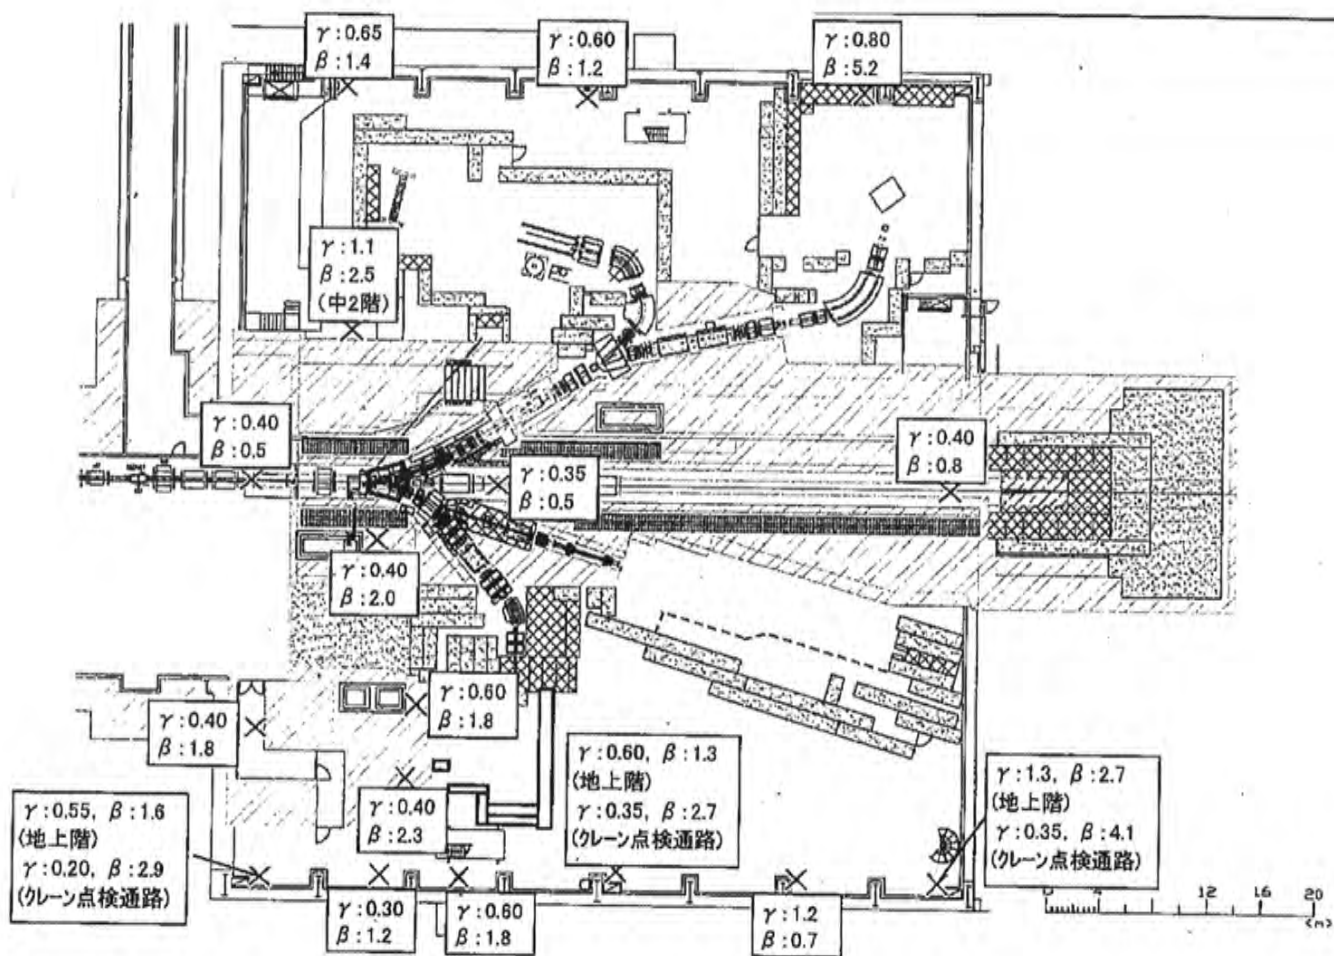 γ:0.65
β:1.4
γ:0.60
β:1.2
γ:0.80
β:5.2
γ:1.1
β:2.5
(中2階)
γ:0.40
β:0.5
γ:0.35
β:0.5
γ:0.40
β:0.8
γ:0.40
β:2.0
γ:0.60
β:1.8
γ:0.40
β:1.8
γ:0.40
β:2.3
γ:0.60, β:1.3
(地上階)
γ:0.35, β:2.7
(クレーン点検通路)
γ:1.3, β:2.7
(地上階)
γ:0.35, β:4.1
(クレーン点検通路)
γ:0.55, β:1.6
(地上階)
γ:0.20, β:2.9
(クレーン点検通路)
γ:0.30
β:1.2
γ:0.60
β:1.8
γ:1.2
β:0.7
4 12 16 20
(m)